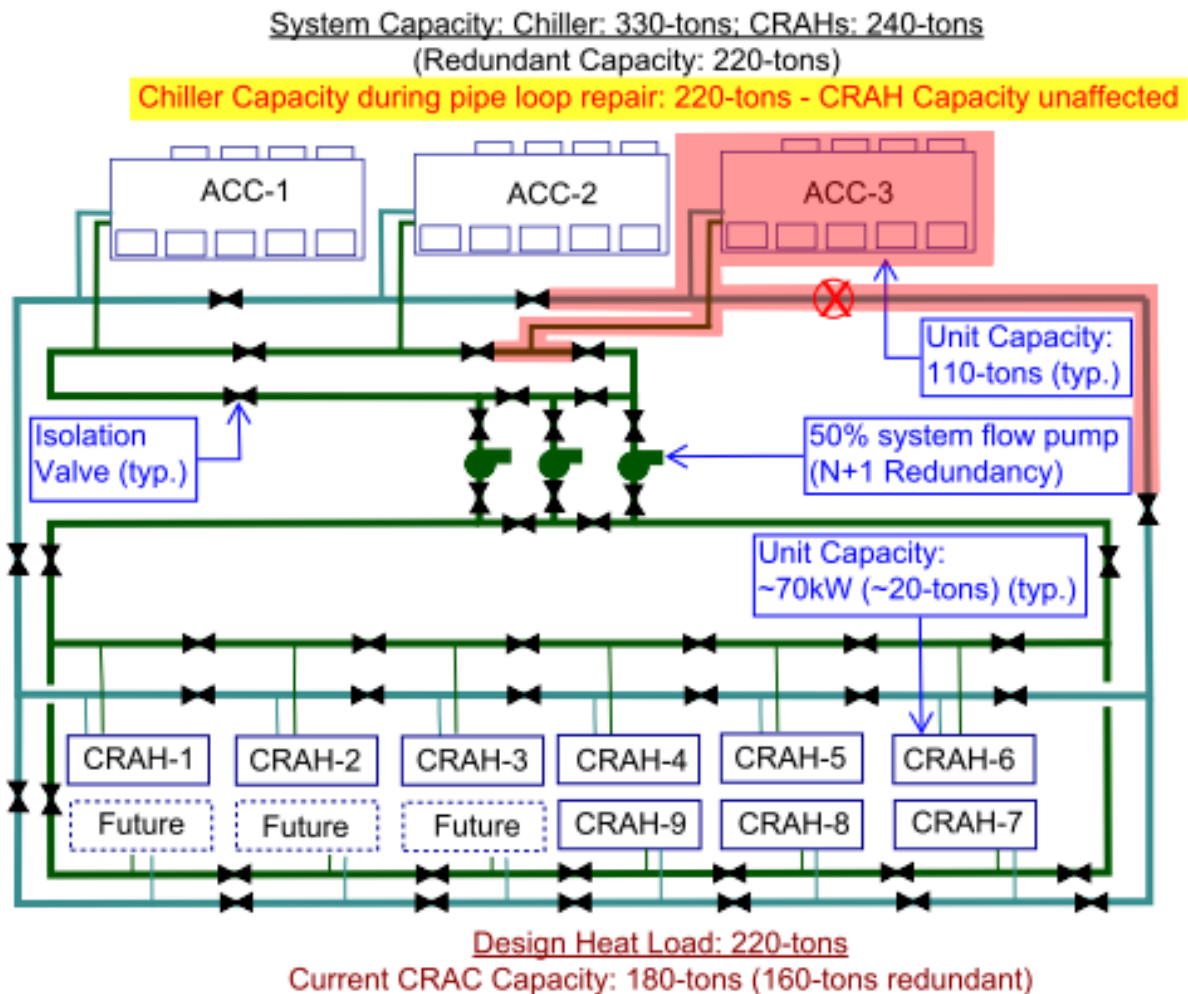 System Capacity: Chiller: 330-tons; CRAHs: 240-tons
(Redundant Capacity: 220-tons)
Chiller Capacity during pipe loop repair: 220-tons - CRAH Capacity unaffected
ACC-1
ACC-2
ACC-3
Unit Capacity:
110-tons (typ.)
Isolation
Valve (typ.)
50% system flow pump
(N+1 Redundancy)
Unit Capacity:
~70kW (~20-tons) (typ.)
CRAH-1
CRAH-2
CRAH-3
CRAH-4
CRAH-5
CRAH-6
Future
Future
Future
CRAH-9
CRAH-8
CRAH-7
Design Heat Load: 220-tons
Current CRAC Capacity: 180-tons (160-tons redundant)